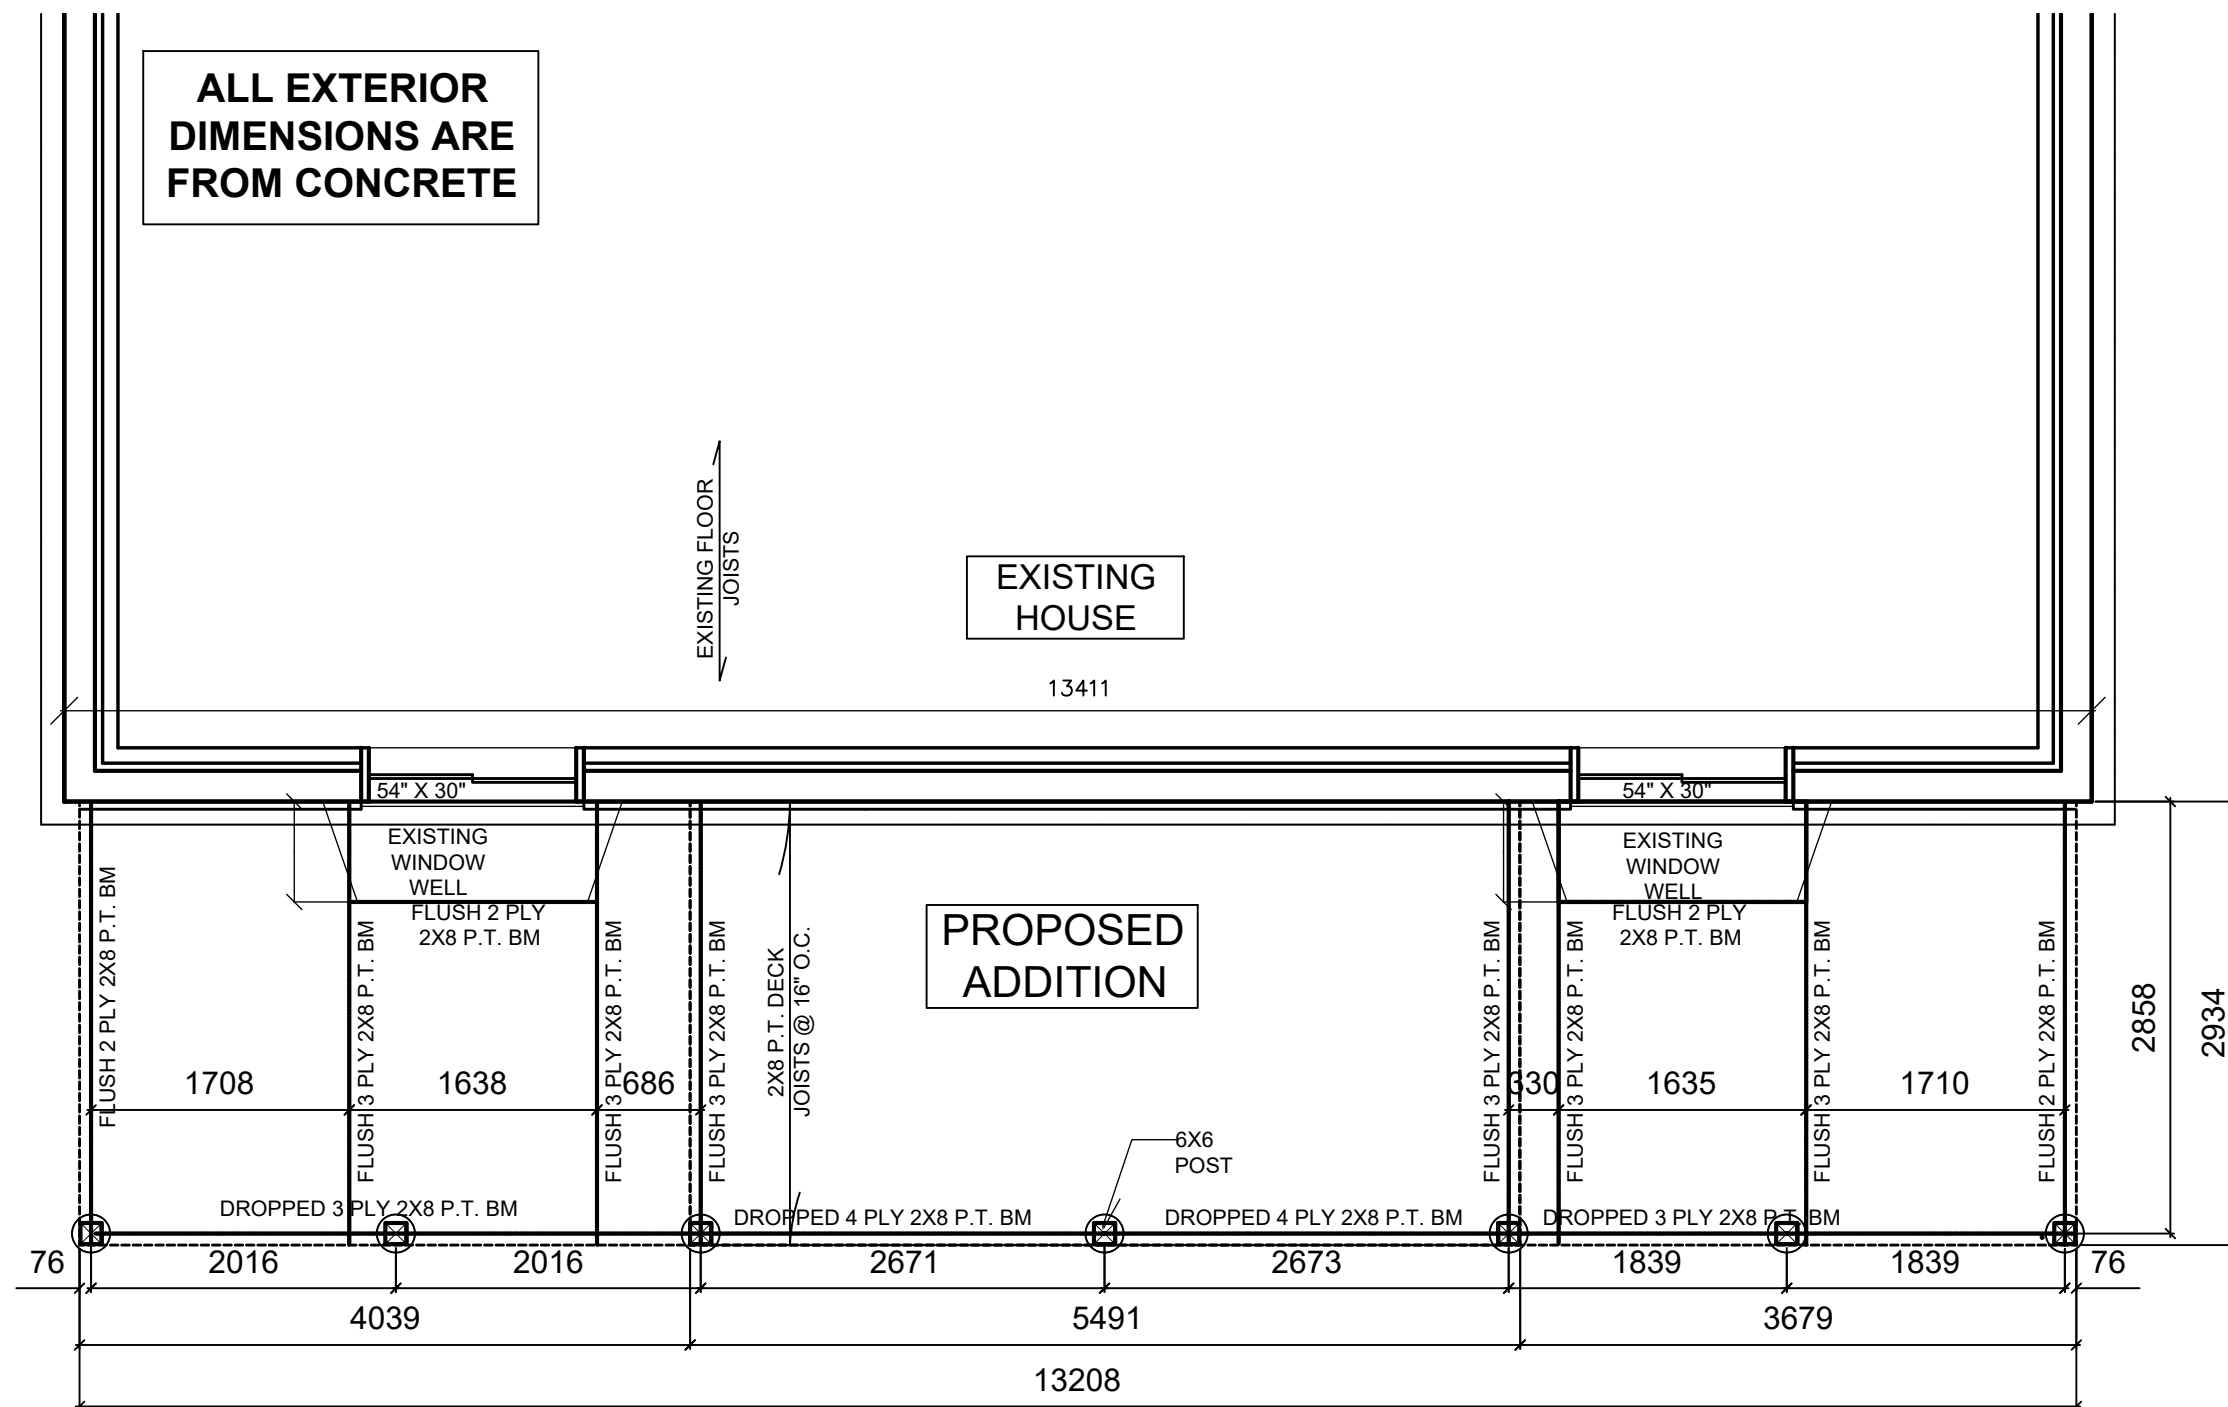 ALL EXTERIOR
DIMENSIONS ARE
FROM CONCRETE
EXISTING FLOOR
JOISTS
EXISTING
HOUSE
13411
54" X 30"
54" X 30"
EXISTING
WINDOW
WELL
FLUSH 2 PLY
2X8 P.T. BM
EXISTING
WINDOW
WELL
FLUSH 2 PLY
2X8 P.T. BM
FLUSH 2 PLY 2X8 P.T. BM
FLUSH 3 PLY 2X8 P.T. BM
FLUSH 3 PLY 2X8 P.T. BM
FLUSH 3 PLY 2X8 P.T. BM
2X8 P.T. DECK
JOISTS @ 16" O.C.
PROPOSED
ADDITION
FLUSH 3 PLY 2X8 P.T. BM
FLUSH 3 PLY 2X8 P.T. BM
FLUSH 3 PLY 2X8 P.T. BM
FLUSH 2 PLY 2X8 P.T. BM
2858
2934
1708
1638
686
330
1635
1710
6X6
POST
DROPPED 3 PLY 2X8 P.T. BM
DROPPED 4 PLY 2X8 P.T. BM
DROPPED 4 PLY 2X8 P.T. BM
DROPPED 3 PLY 2X8 P.T. BM
76
2016
2016
2671
2673
1839
1839
76
4039
5491
3679
13208